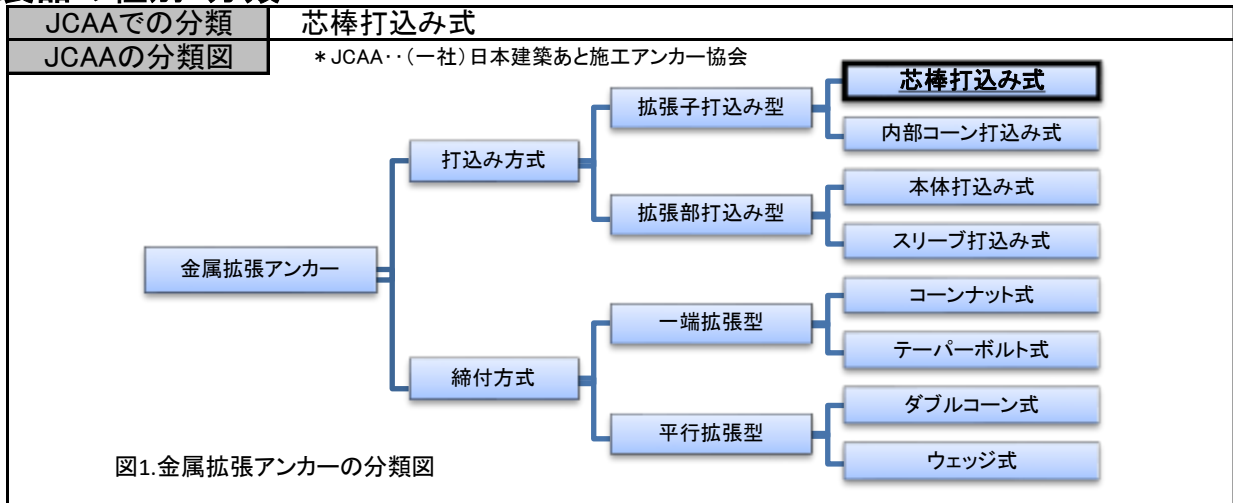 JCAAでの分類
芯棒打込み式
JCAAの分類図
*JCAA‥(一社)日本建築あと施工アンカー協会
芯棒打込み式
拡張子打込み型
内部コーン打込み式
打込み方式
本体打込み式
拡張部打込み型
スリーブ打込み式
金属拡張アンカー
コーンナット式
一端拡張型
テーパーボルト式
締付方式
ダブルコーン式
平行拡張型
ウェッジ式
図1.金属拡張アンカーの分類図